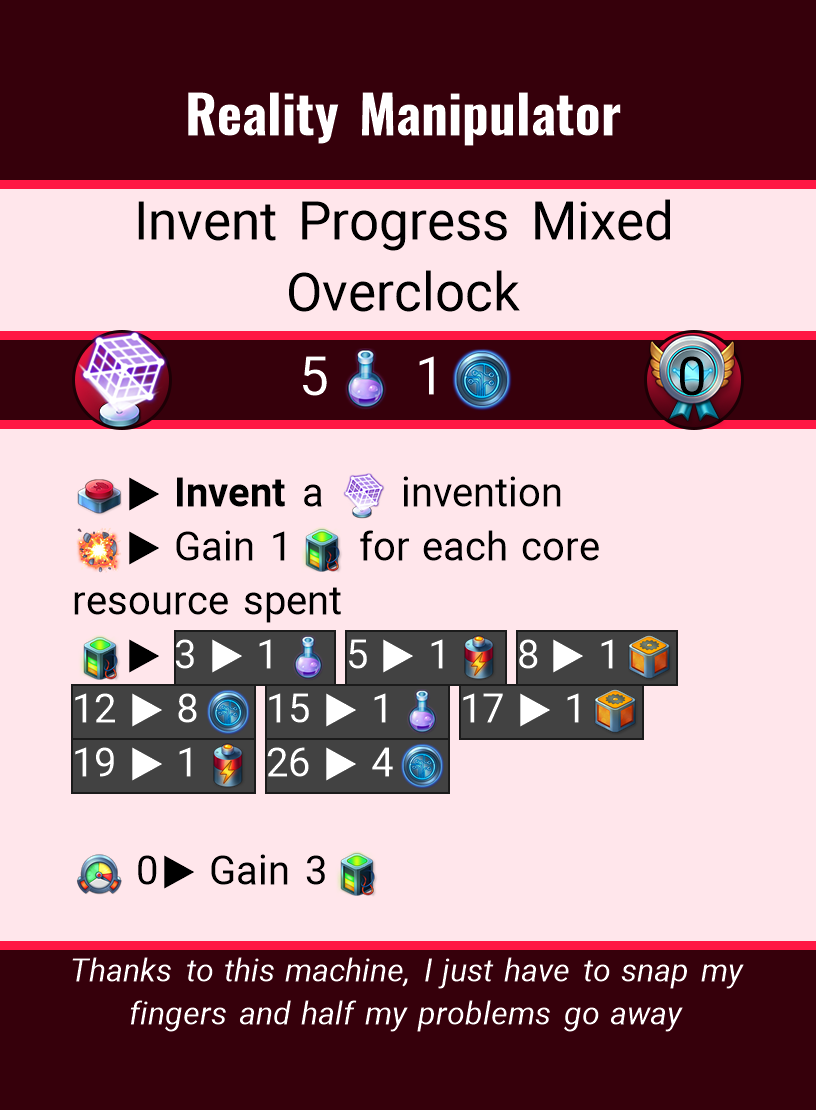 Reality Manipulator
Invent Progress Mixed
Overclock
5 1 0
▶ Invent a invention
▶ Gain 1 for each core
resource spent
▶ 3 ▶ 1 5 ▶ 1 8 ▶ 1
12 ▶ 8 15 ▶ 1 17 ▶ 1
19 ▶ 1 26 ▶ 4
0▶ Gain 3
Thanks to this machine, I just have to snap my
fingers and half my problems go away